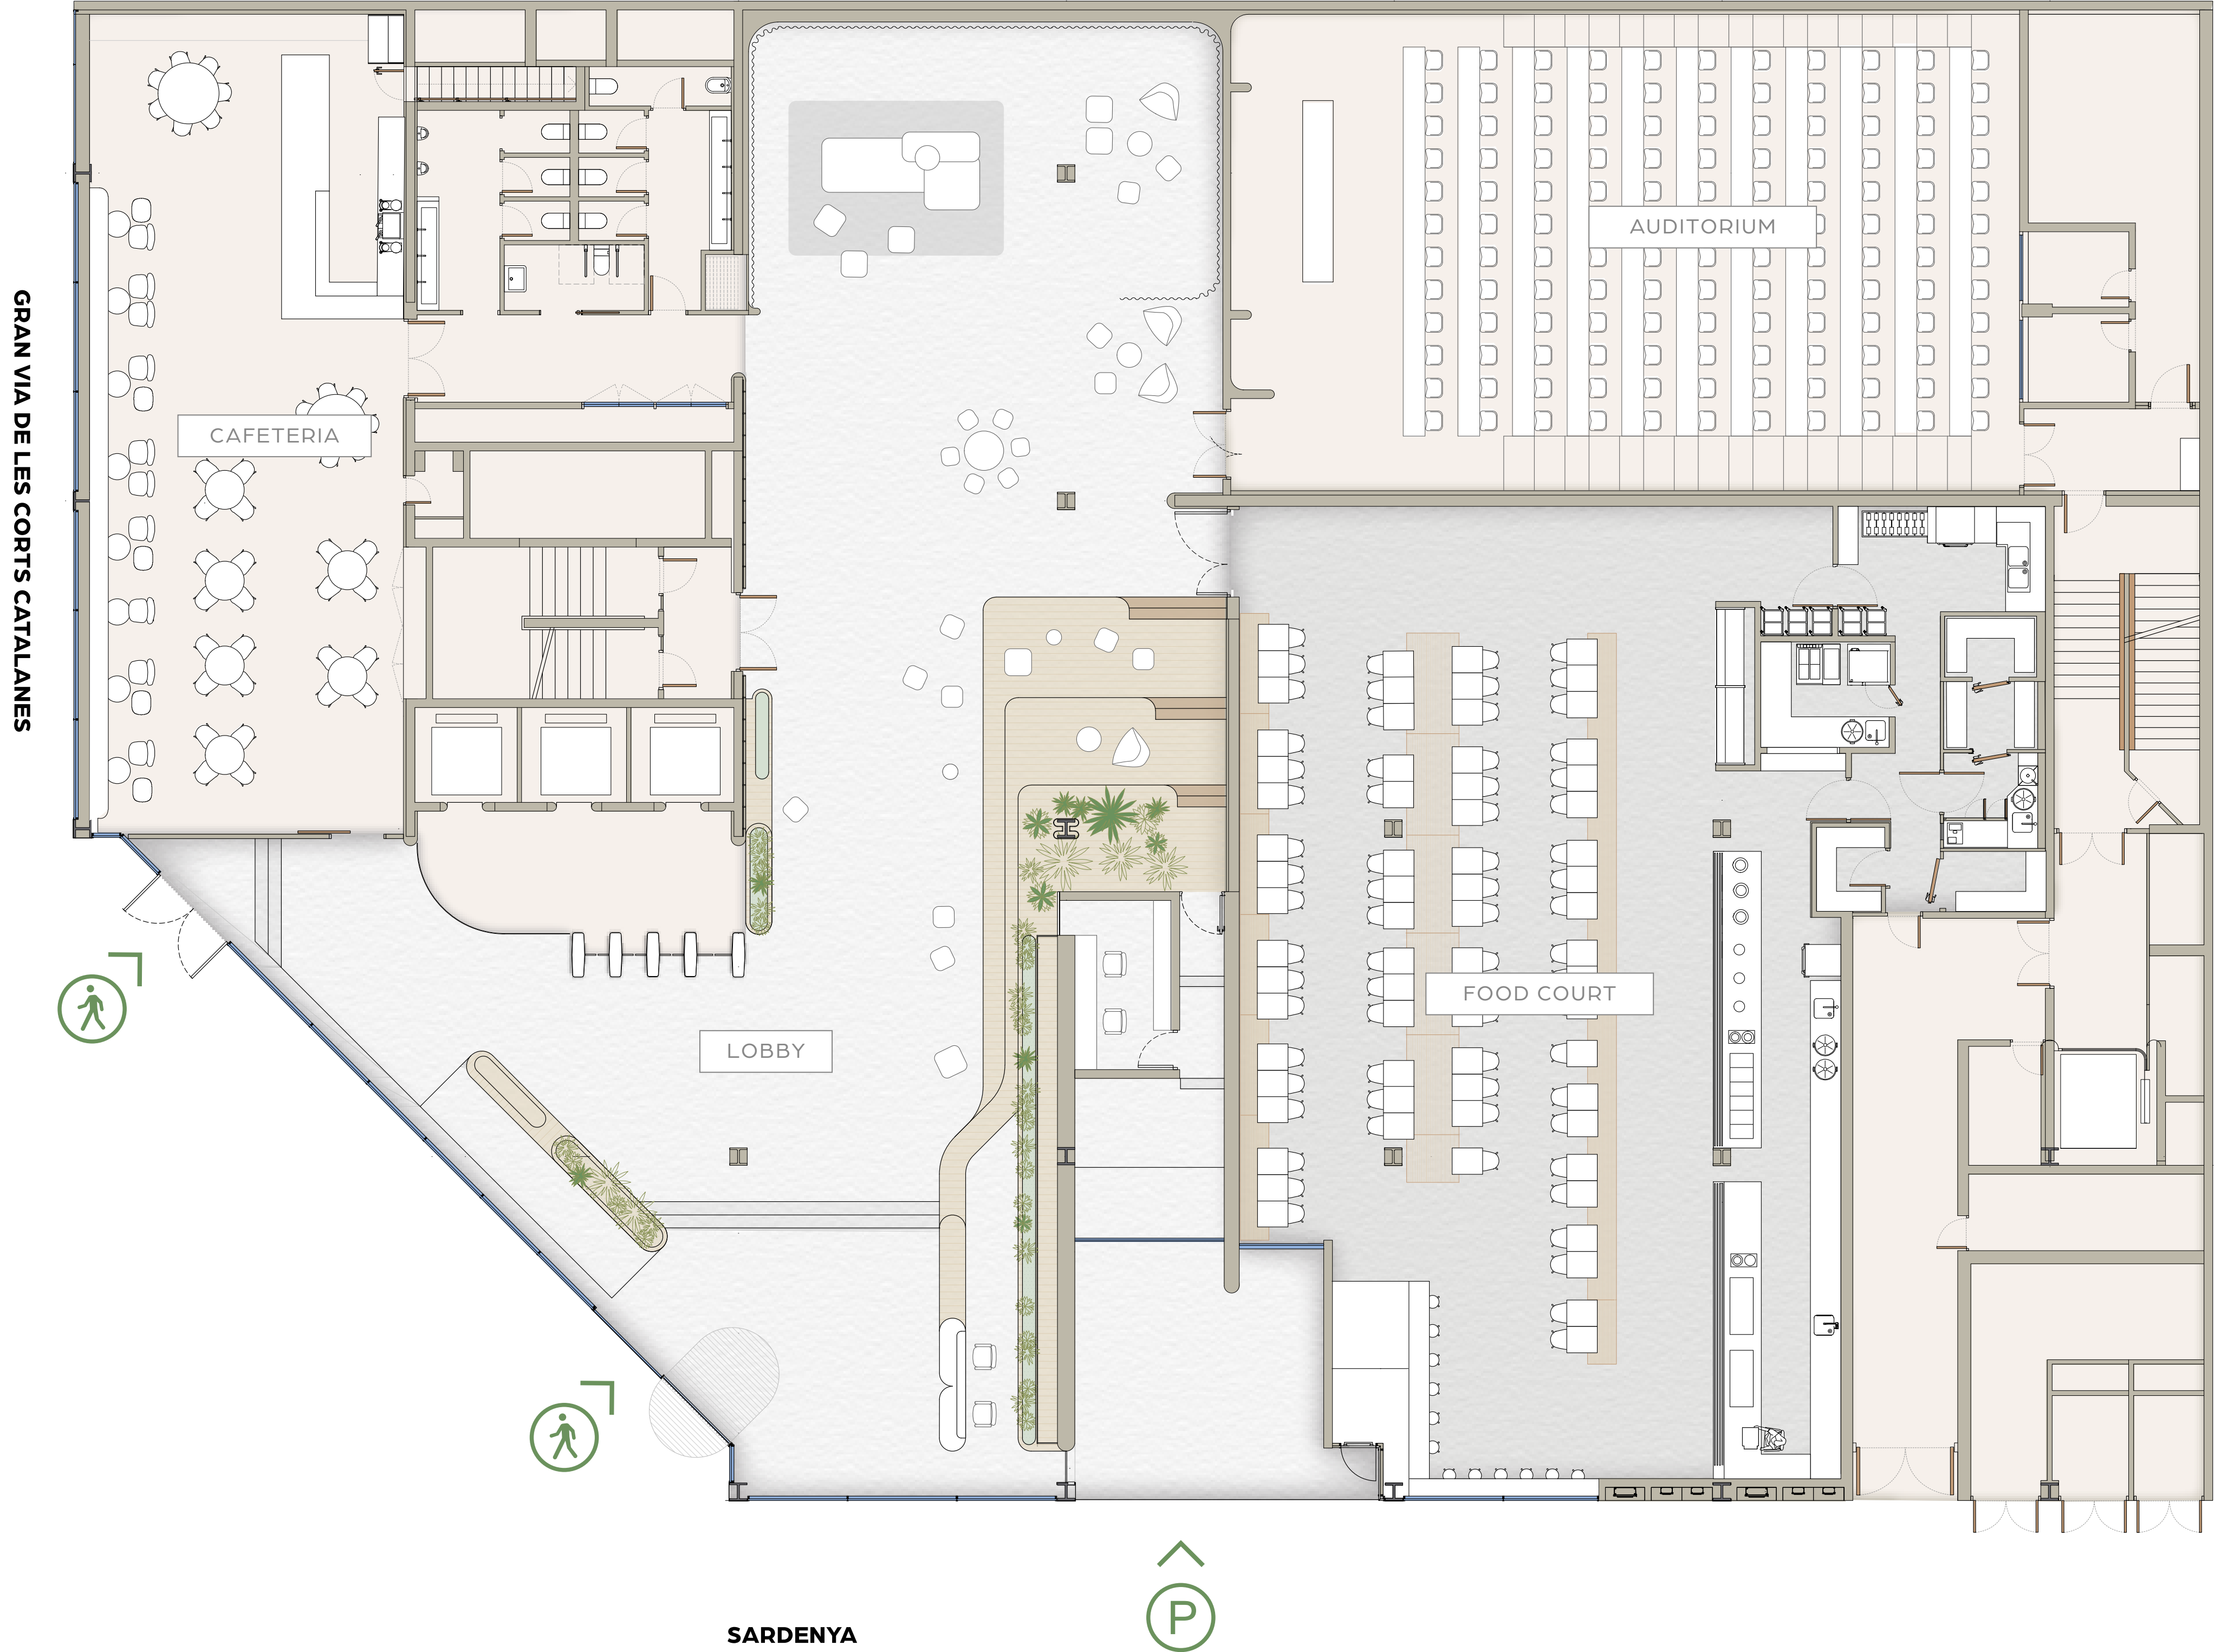 AUDITORIUM
CAFETERIA
GRAN VIA DE LES CORTS CATALANES
FOOD COURT
LOBBY
P
SARDENYA